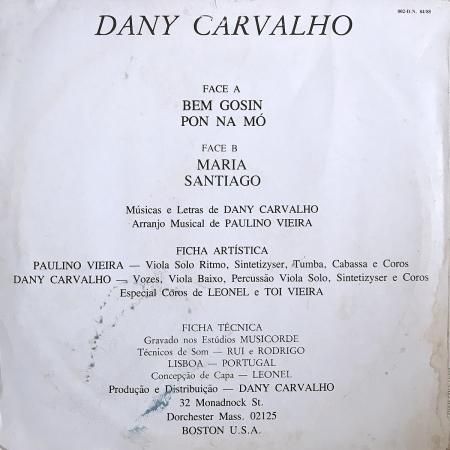 DANY CARVALHO
002-D.N. 84/85
FACE A
BEM GOSIN
PON NA MÓ
FACE B
MARIA
SANTIAGO
Músicas e Letras de DANY CARVALHO
Arranjo Musical de PAULINO VIEIRA
FICHA ARTÍSTICA
PAULINO VIEIRA — Viola Solo Ritmo, Sintetizyser, Tumba, Cabassa e Coros
DANY CARVALHO — Vozes, Viola Baixo, Percussão Viola Solo, Sintetizyser e Coros
Especial Coros de LEONEL e TOI VIEIRA
FICHA TÉCNICA
Gravado nos Estúdios MUSICORDE
Técnicos de Som — RUI e RODRIGO
LISBOA — PORTUGAL
Concepção de Capa — LEONEL
Produção e Distribuição — DANY CARVALHO
32 Monadnock St.
Dorchester Mass. 02125
BOSTON U.S.A.